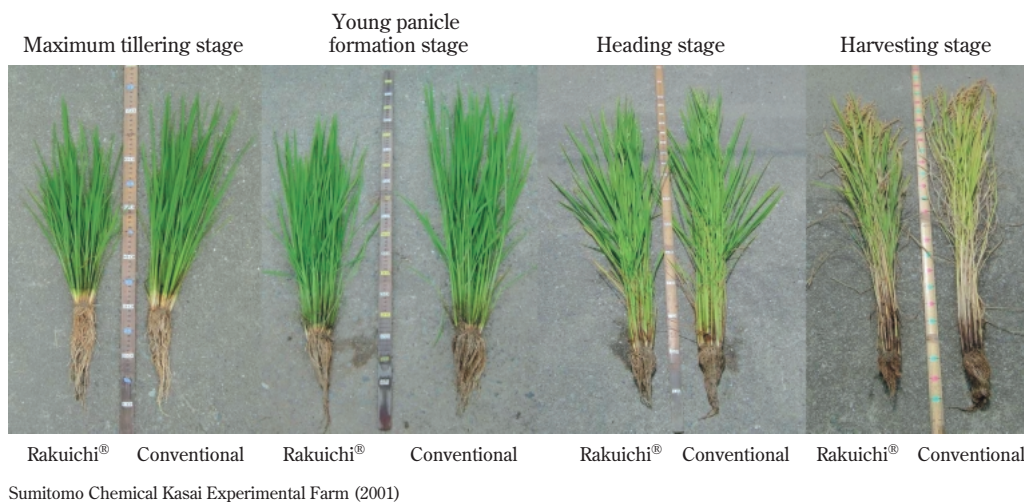 Maximum tillering stage
Young panicle
formation stage
Heading stage
Harvesting stage
Rakuichi® Conventional
Rakuichi® Conventional
Rakuichi® Conventional
Rakuichi® Conventional
Sumitomo Chemical Kasai Experimental Farm (2001)